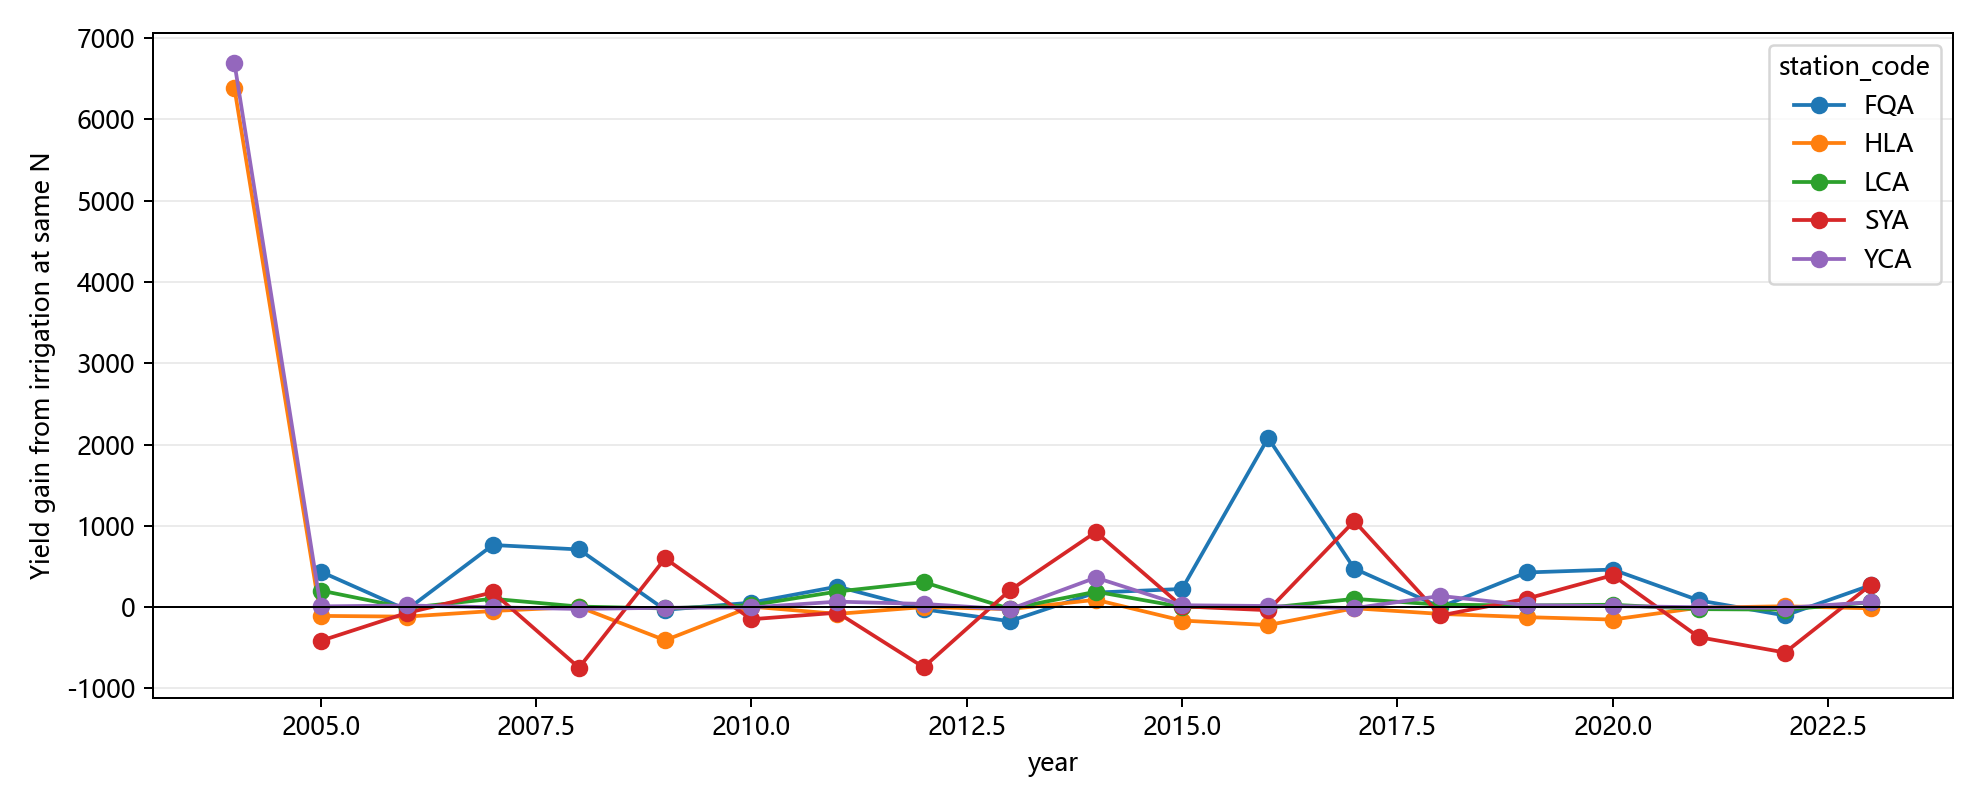 7000
6000
5000
4000
3000
2000
1000
0
-1000
Yield gain from irrigation at same N
station_code
FQA
HLA
LCA
SYA
YCA
2005.0 2007.5 2010.0 2012.5 2015.0 2017.5 2020.0 2022.5
year